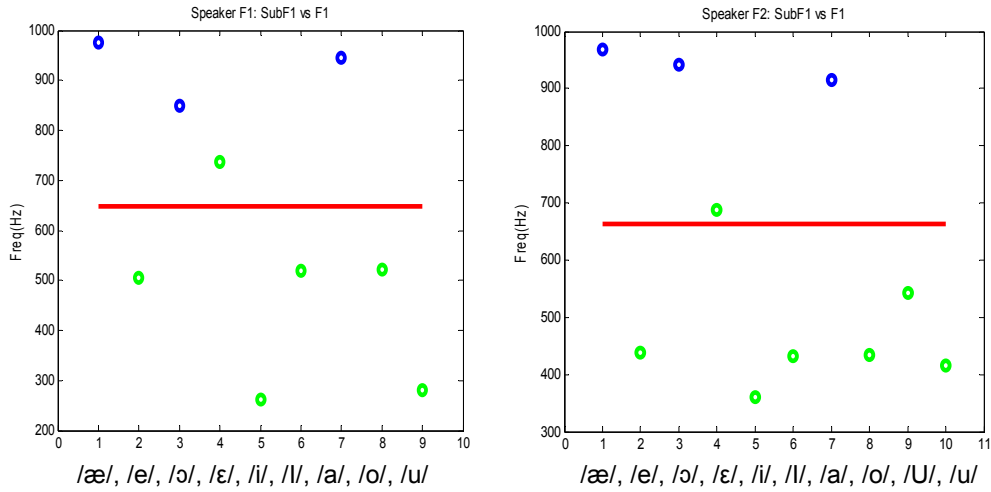 Speaker F1: SubF1 vs F1
Freq(Hz)
1000
900
800
700
600
500
400
300
200
0 1 2 3 4 5 6 7 8 9 10
/æ/, /e/, /ɔ/, /ɛ/, /i/, /I/, /a/, /o/, /u/
Speaker F2: SubF1 vs F1
Freq(Hz)
1000
900
800
700
600
500
400
300
0 1 2 3 4 5 6 7 8 9 10
/æ/, /e/, /ɔ/, /ɛ/, /i/, /I/, /a/, /o/, /U/, /u/